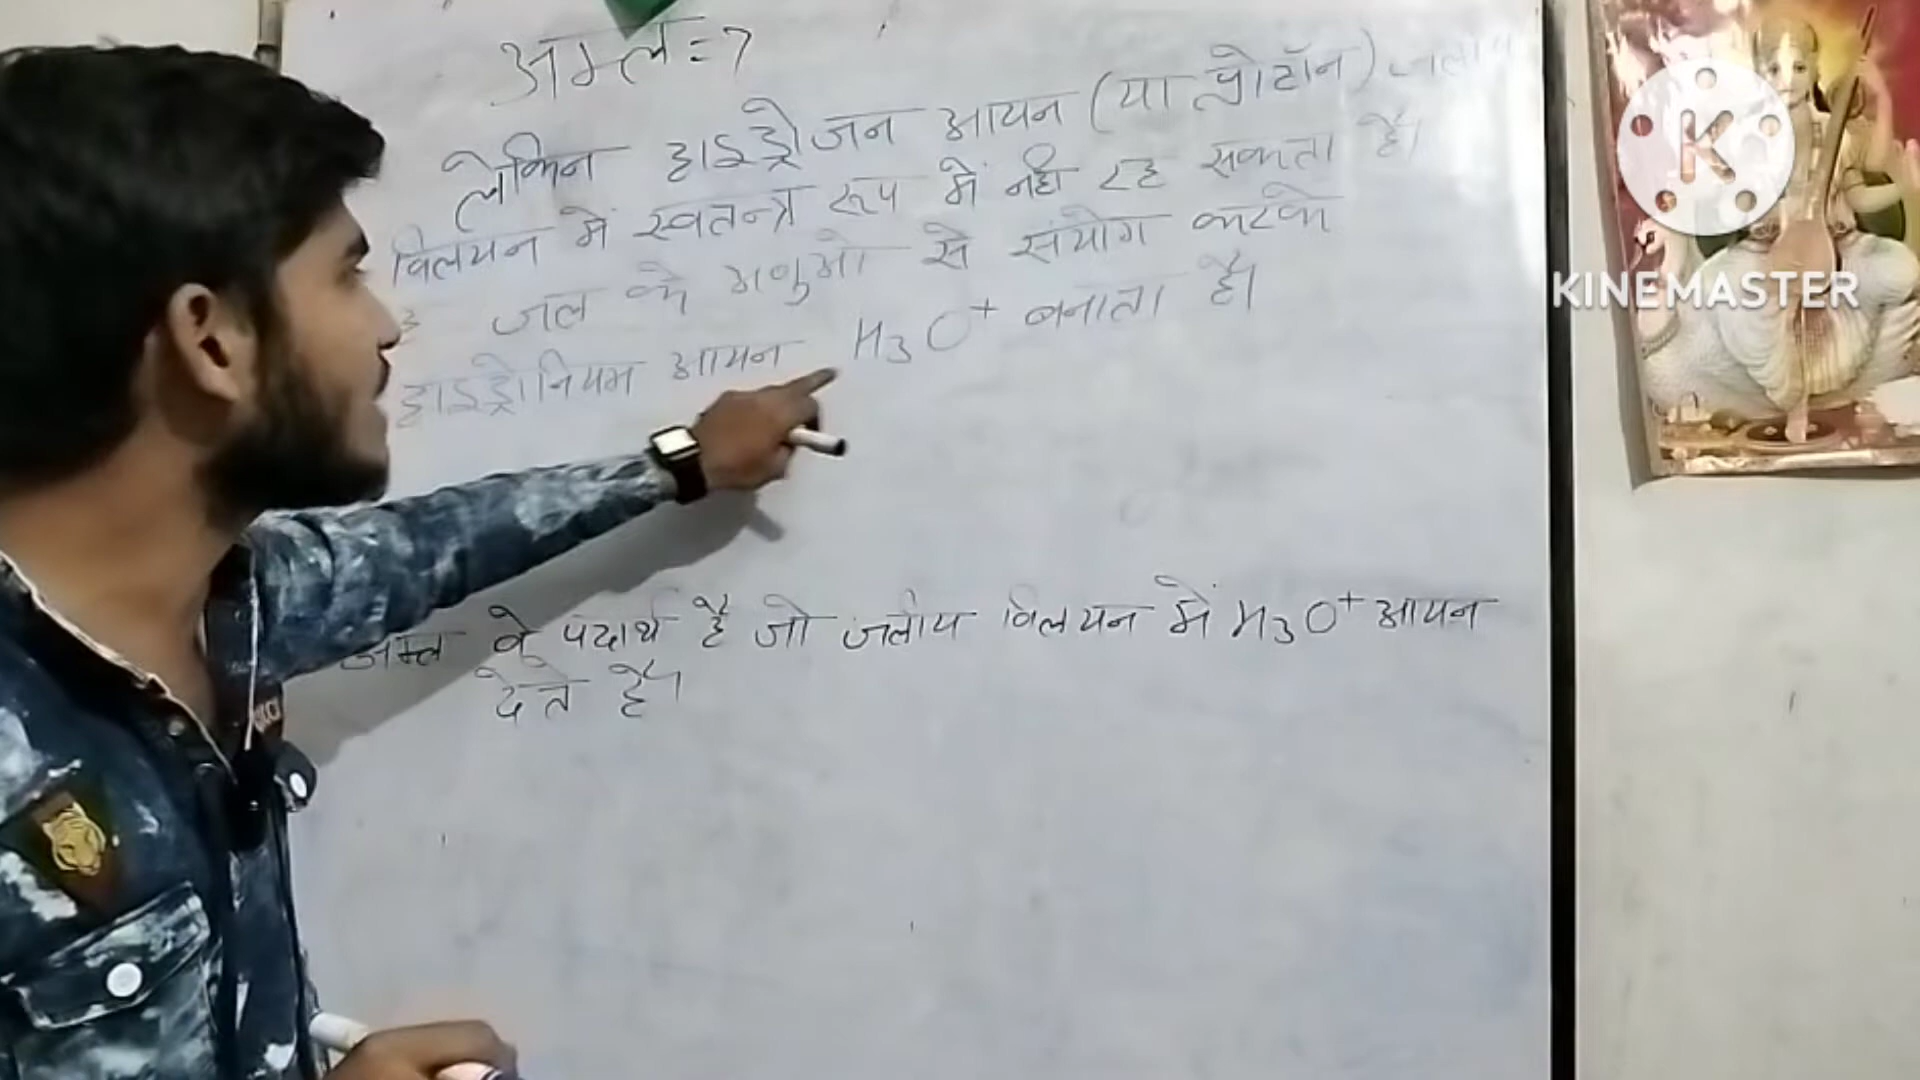 अम्ल :->
लेकिन हाइड्रोजन आयन (या प्रोटॉन) जलीय
विलयन में स्वतन्त्र रूप में नही रह सकता है।
जल के अणुओ से संयोग करके
हाइड्रोनियम आयन H3O+ बनाता है।
अम्ल वे पदार्थ है जो जलीय विलयन में H3O+ आयन
देते है।
K
KINEMASTER